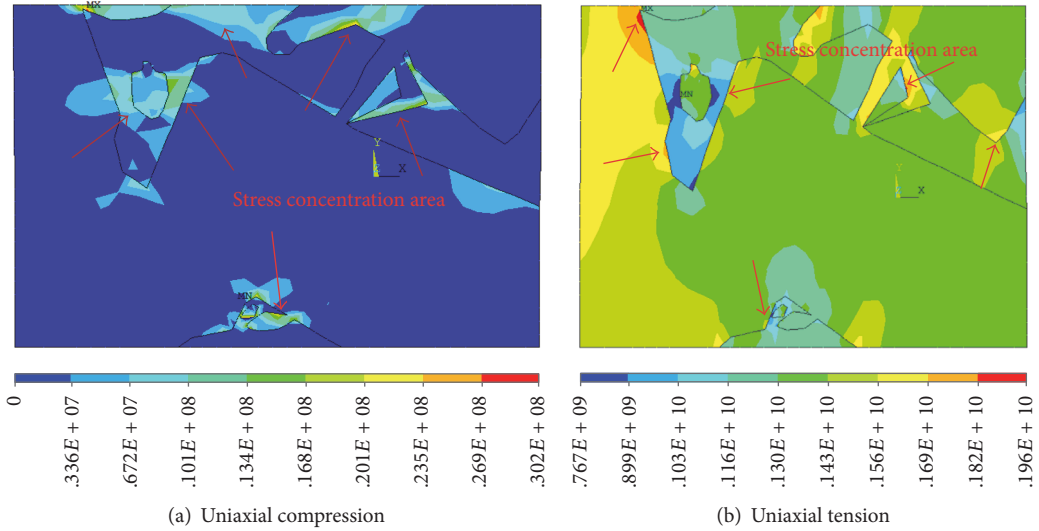 MX
Stress concentration area
Y
X
MN
0
.336E + 07
.672E + 07
.101E + 08
.134E + 08
.168E + 08
.201E + 08
.235E + 08
.269E + 08
.302E + 08
(a) Uniaxial compression
MX
Stress concentration area
MN
Y
X
.767E + 09
.899E + 09
.103E + 10
.116E + 10
.130E + 10
.143E + 10
.156E + 10
.169E + 10
.182E + 10
.196E + 10
(b) Uniaxial tension